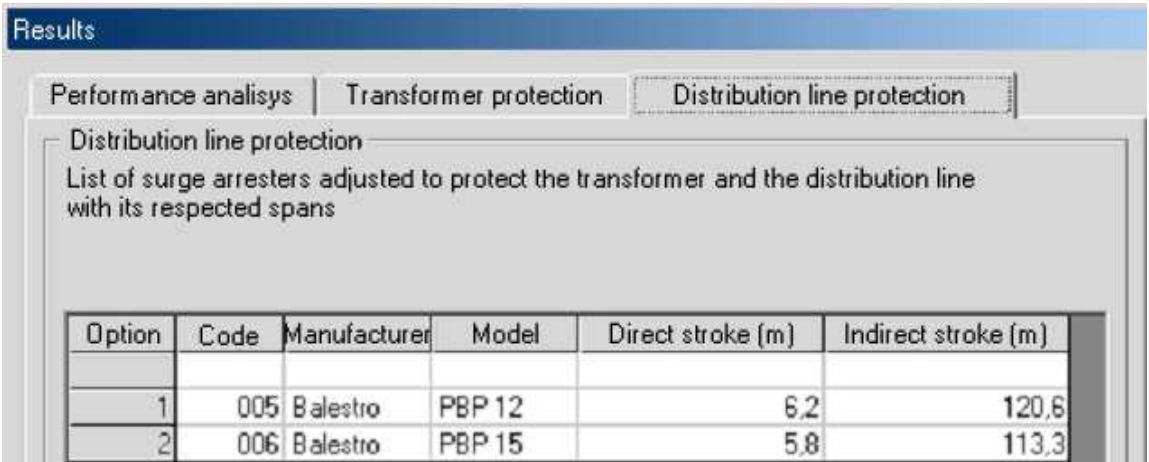 Results
Performance analisys Transformer protection Distribution line protection
Distribution line protection
List of surge arresters adjusted to protect the transformer and the distribution line
with its respected spans
Option Code Manufacturer Model Direct stroke (m) Indirect stroke (m)
1 005 Balestro PBP 12 6,2 120,6
2 006 Balestro PBP 15 5,8 113,3